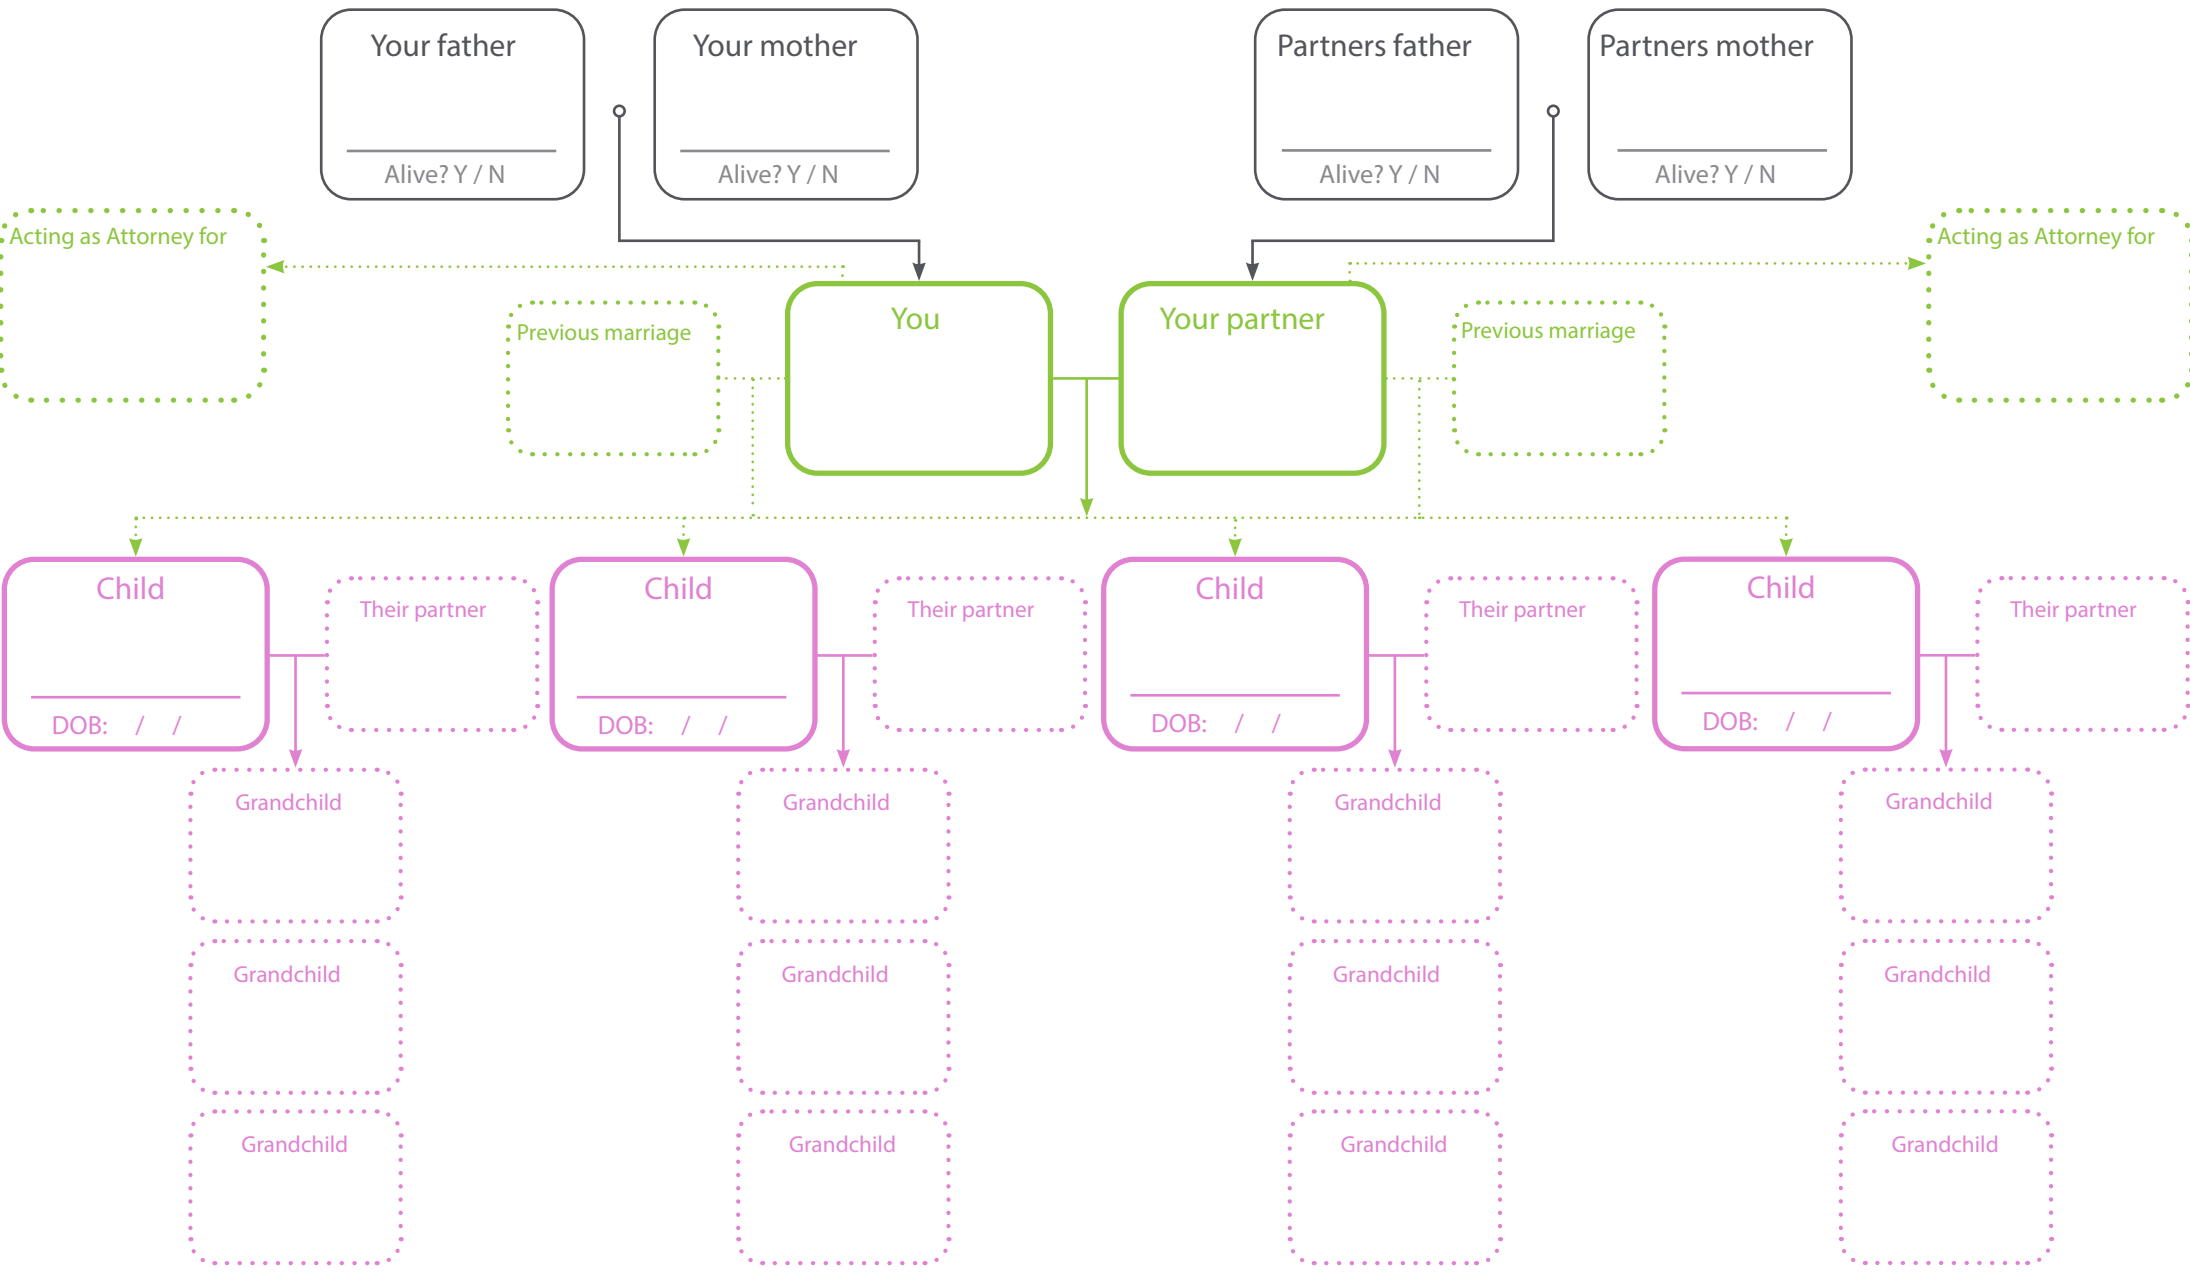 Your father
Your mother
Partners father
Partners mother
Alive? Y / N
Alive? Y / N
Alive? Y / N
Alive? Y / N
Acting as Attorney for
Acting as Attorney for
Previous marriage
You
Your partner
Previous marriage
Child
Their partner
Child
Their partner
Child
Their partner
Child
Their partner
DOB: / /
DOB: / /
DOB: / /
DOB: / /
Grandchild
Grandchild
Grandchild
Grandchild
Grandchild
Grandchild
Grandchild
Grandchild
Grandchild
Grandchild
Grandchild
Grandchild